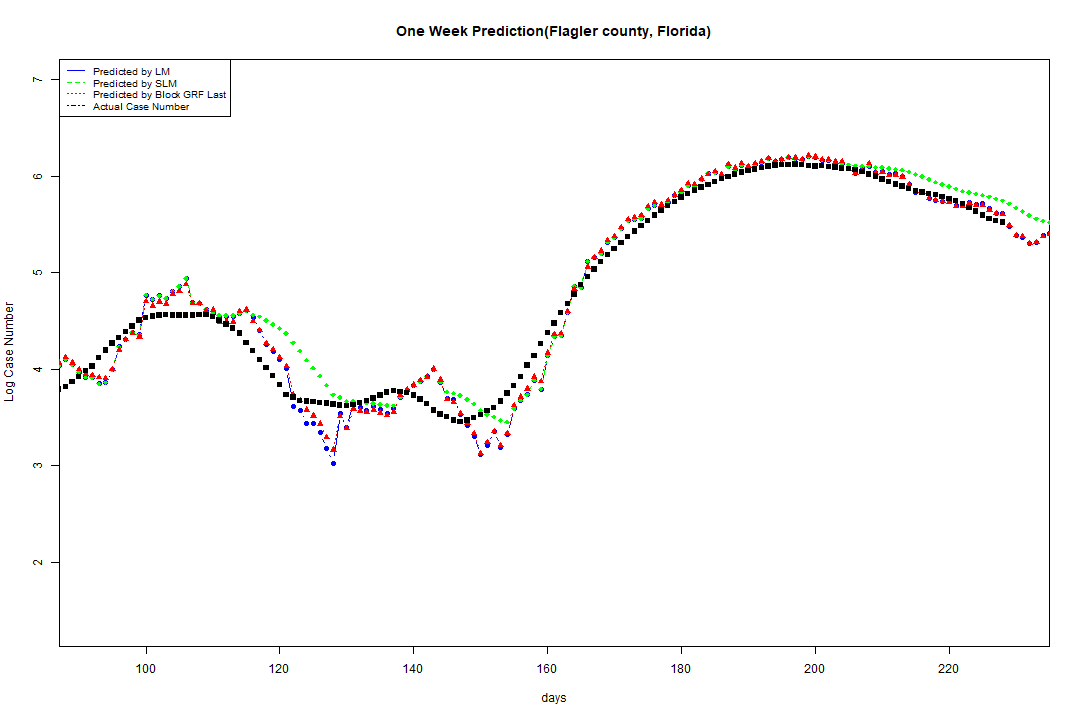 One Week Prediction(Flagler county, Florida)
Predicted by LM
Predicted by SLM
Predicted by Block GRF Last
Actual Case Number
7
6
5
4
3
2
Log Case Number
100 120 140 160 180 200 220
days